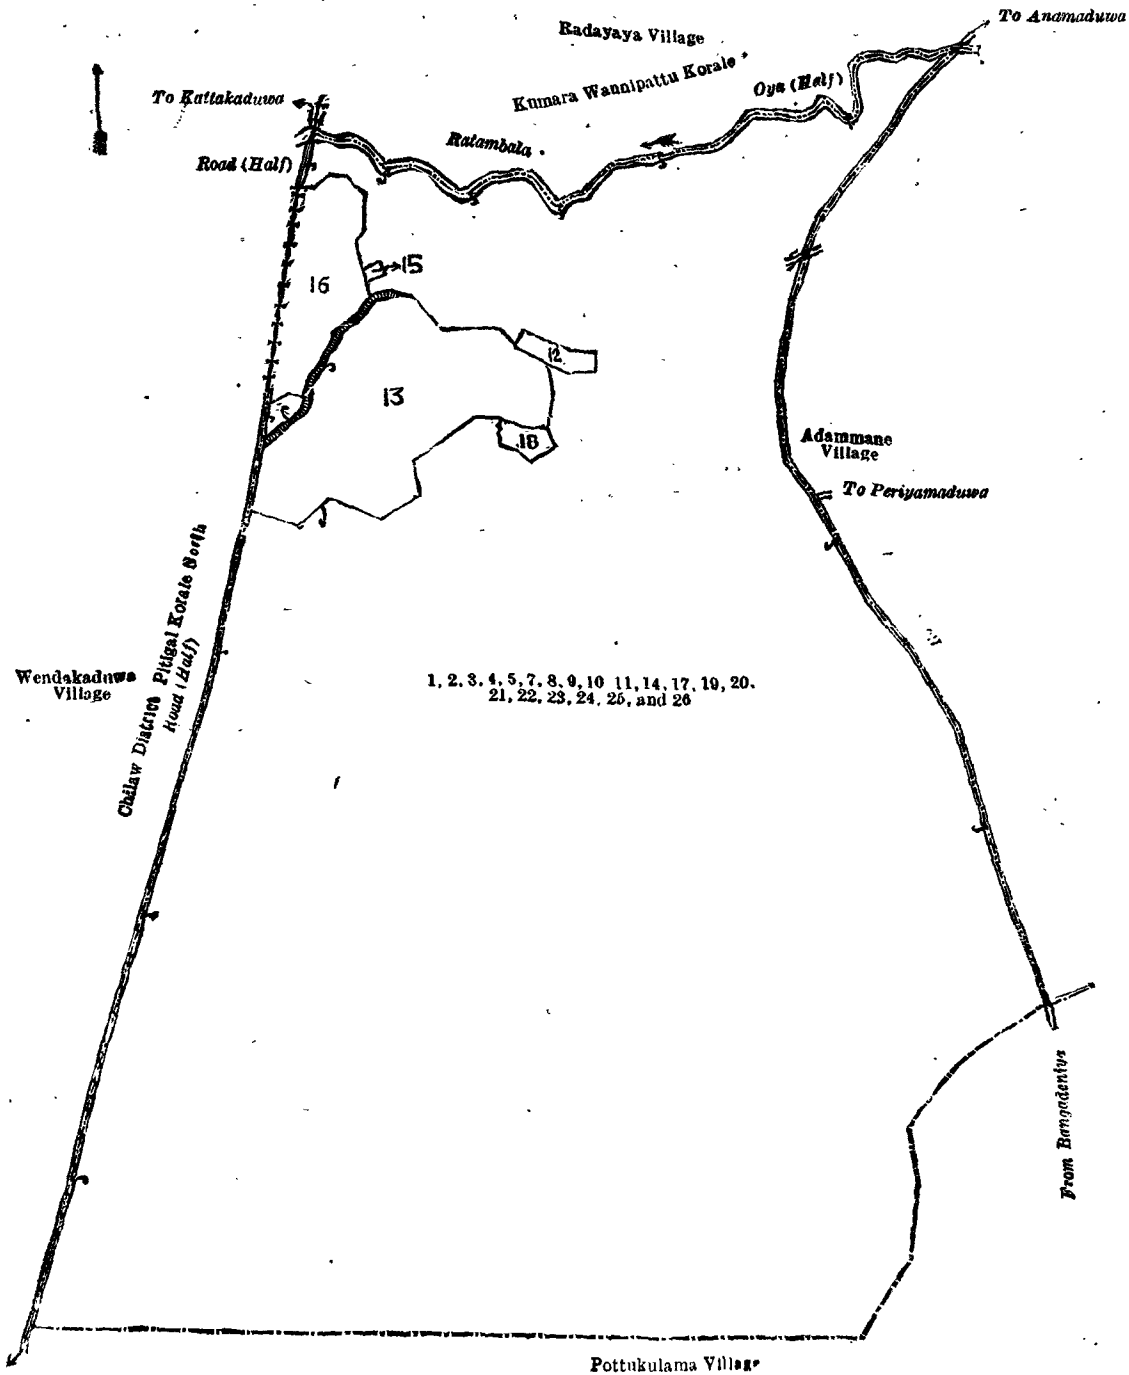 To Anamaduwa
Radayaya Village
Kumara Wannipattu Korale
Oya (Half)
To Kattakaduwa
Ratambala
Road (Half)
15
16
12
13
18
Adammane
Village
To Periyamaduwa
Chilaw District Pitigal Korale North
Road (Half)
Wendakaduwa
Village
1, 2, 3, 4, 5, 7, 8, 9, 10 11, 14, 17, 19, 20.
21, 22, 23, 24, 25, and 26
From Bangadeniya
Pottukulama Village